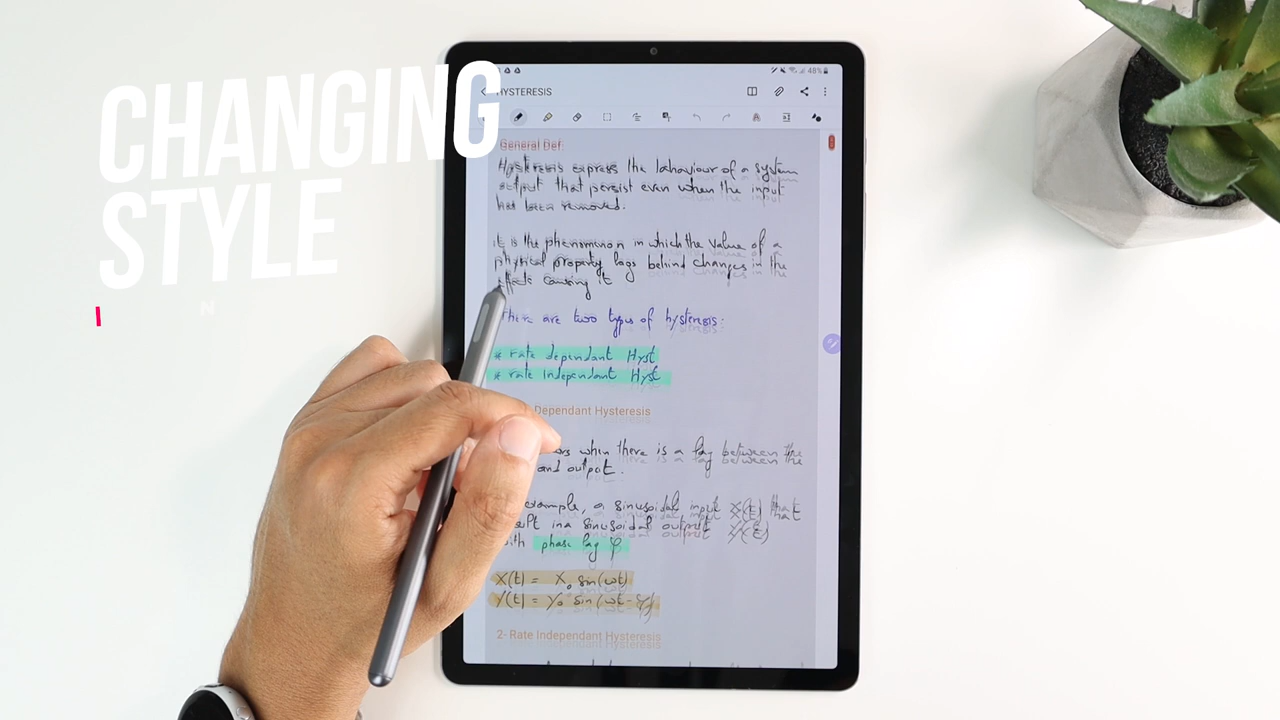 CHANGING
STYLE
N
48%
HYSTERESIS
General Def:
Hysteresis express the behaviour of a system
output that persist even when the input
has been removed.
it is the phenomenon in which the value of a
physical property lags behind changes in the
effects causing it
there are two types of hysteresis:
* rate dependant Hyst
* rate Independant Hyst
Dependant Hysteresis
when there is a lag between the
and output.
example, a sinusoidal input X(t) that
in a sinusoidal output Y(t)
phase lag φ
X(t) = X₀ sin(ωt)
Y(t) = Y₀ sin(ωt-φ)
2- Rate Independant Hysteresis